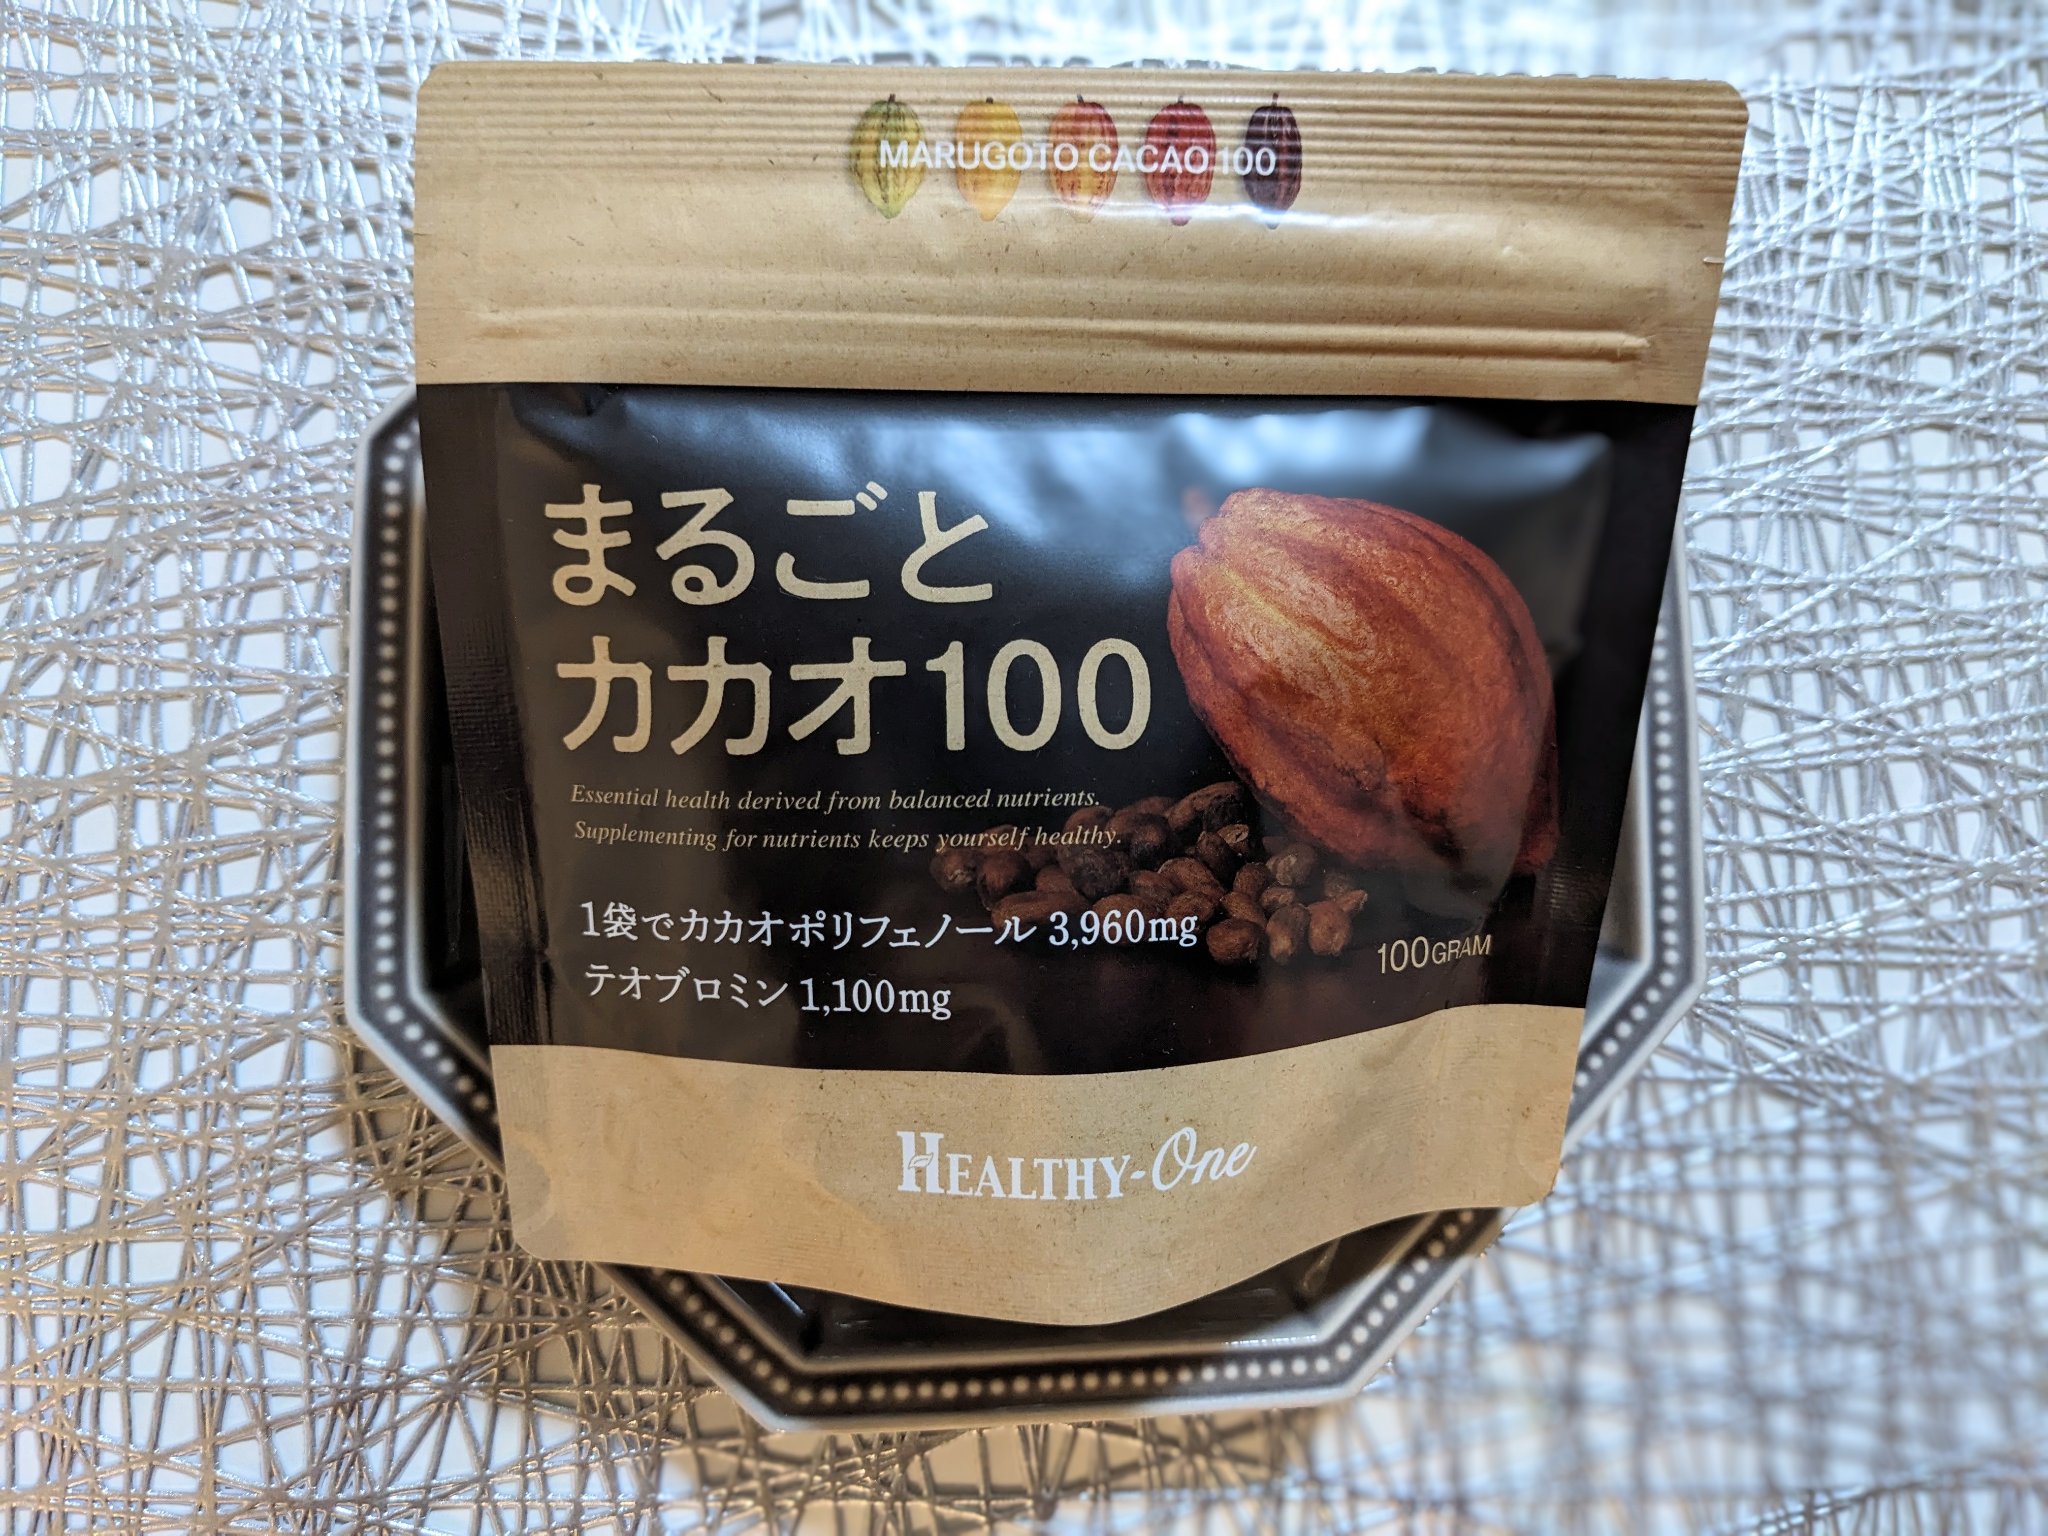 MARUGOTO CACAO 100
まるごと
カカオ100
Essential health derived from balanced nutrients.
Supplementing for nutrients keeps yourself healthy.
1袋でカカオポリフェノール 3,960mg
テオブロミン 1,100mg
100GRAM
HEALTHY-One